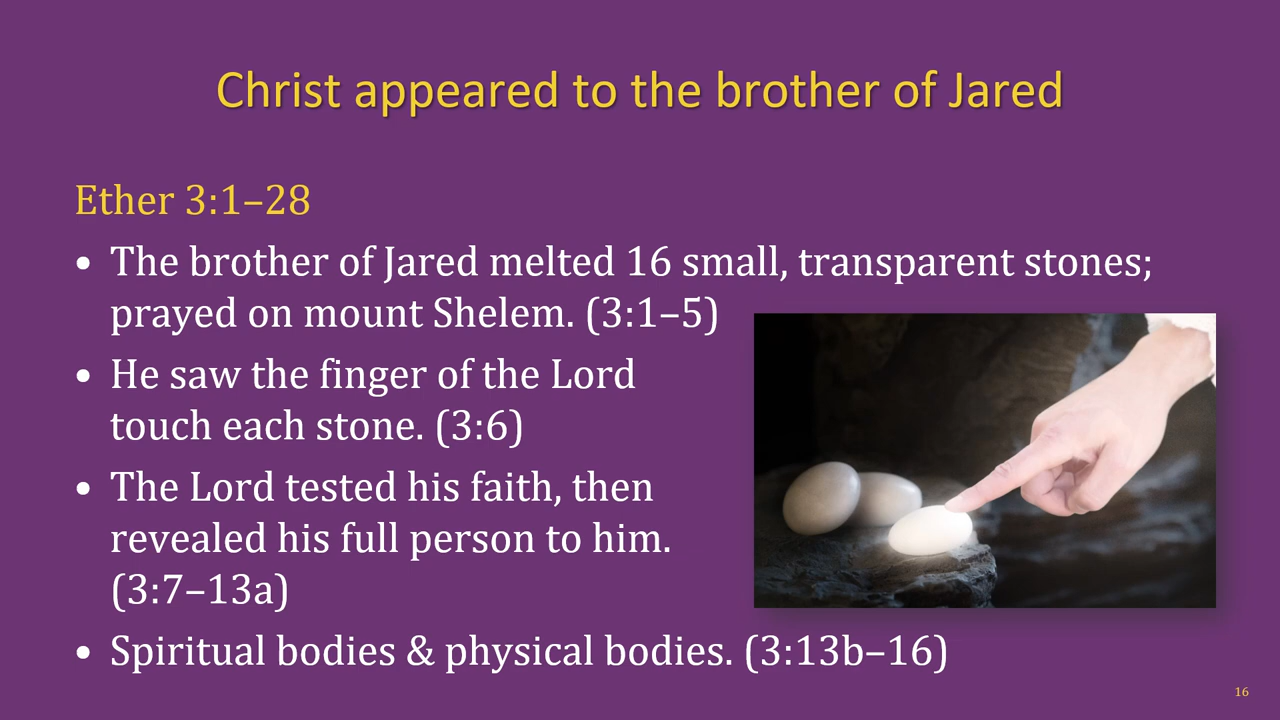 Christ appeared to the brother of Jared
Ether 3:1–28
• The brother of Jared melted 16 small, transparent stones;
prayed on mount Shelem. (3:1–5)
• He saw the finger of the Lord
touch each stone. (3:6)
• The Lord tested his faith, then
revealed his full person to him.
(3:7–13a)
• Spiritual bodies & physical bodies. (3:13b–16)
16